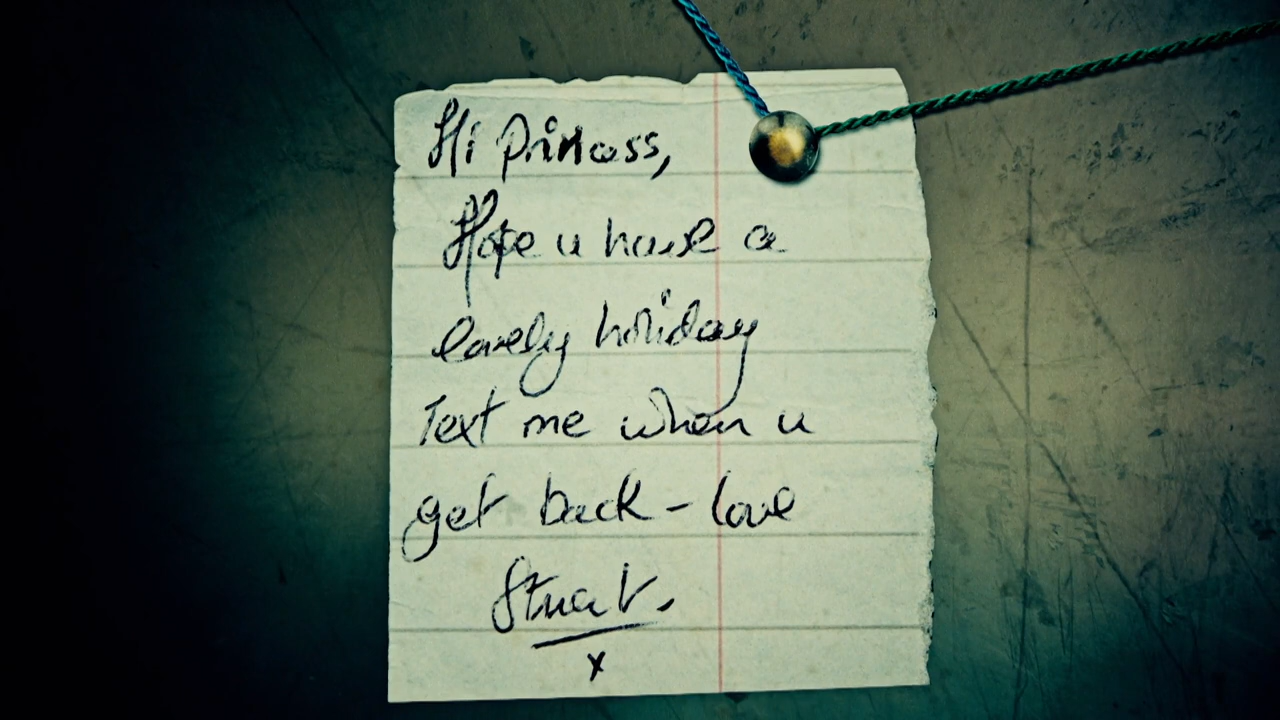 Hi Princess,
Hope u have a
lovely holiday
Text me when u
get back - love
Stuart.
x